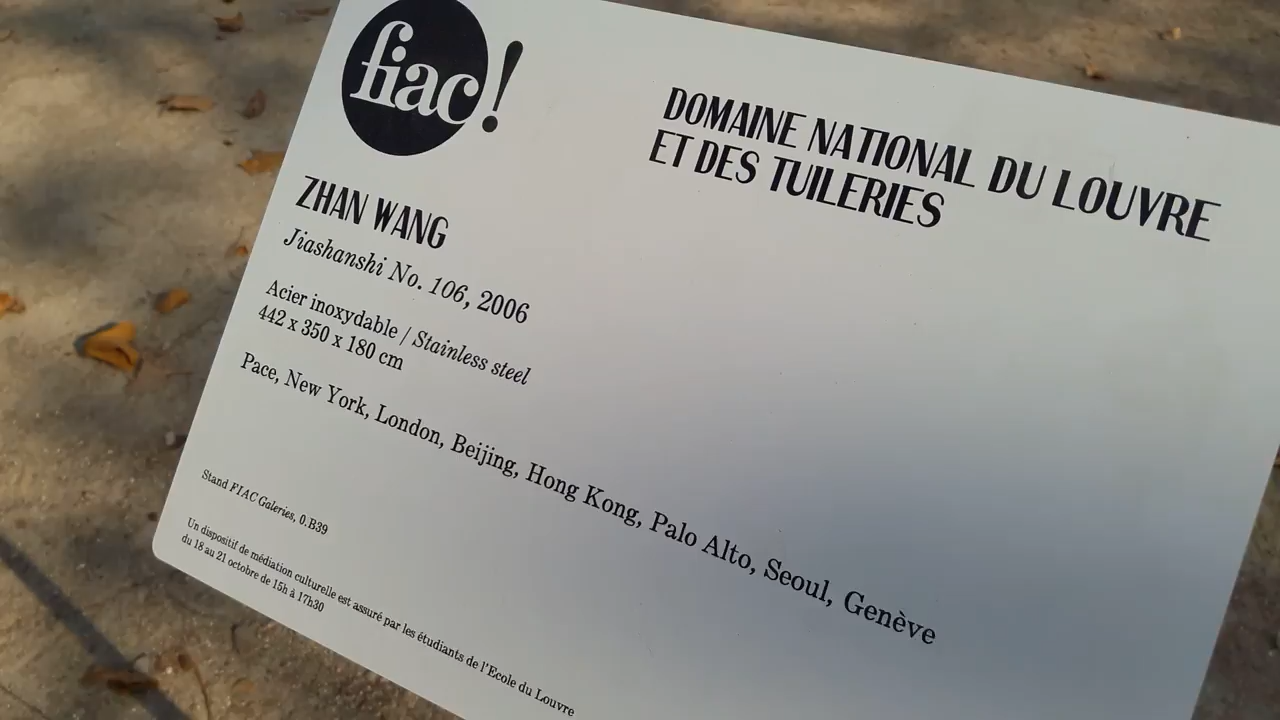 fiac!
DOMAINE NATIONAL DU LOUVRE
ET DES TUILERIES
ZHAN WANG
Jiashanshi No. 106, 2006
Acier inoxydable / Stainless steel
442 x 350 x 180 cm
Pace, New York, London, Beijing, Hong Kong, Palo Alto, Seoul, Genève
Stand FIAC Galeries, 0.B39
Un dispositif de médiation culturelle est assuré par les étudiants de l'Ecole du Louvre
du 18 au 21 octobre de 15h à 17h30